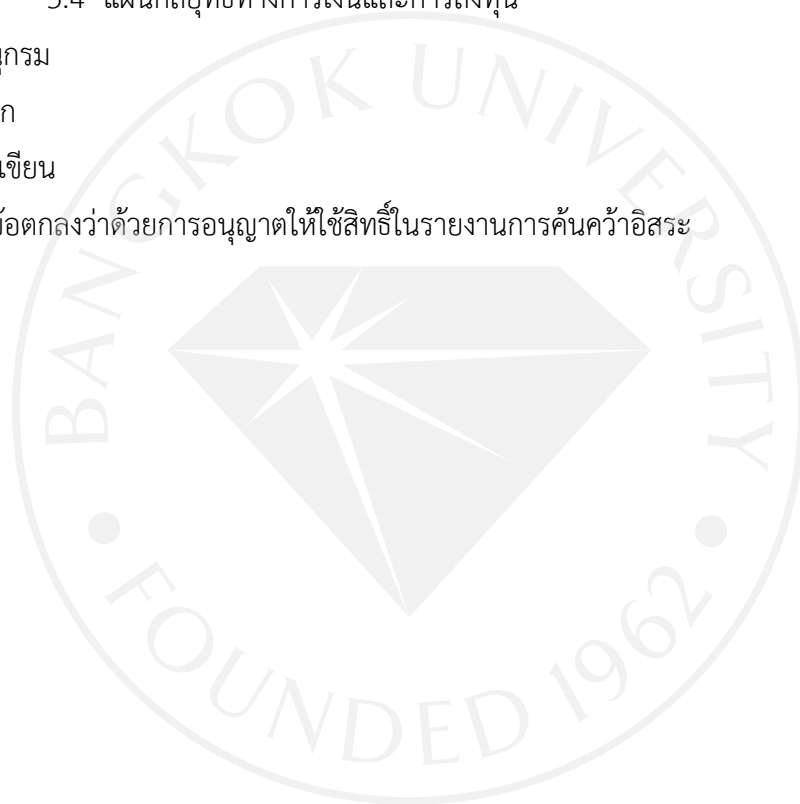 5.4 แผนกลยุทธ์ทางการเงินและการลงทุน
นุกรม
ก
เขียน
ข้อตกลงว่าด้วยการอนุญาตให้ใช้สิทธิ์ในรายงานการค้นคว้าอิสระ
BANGKOK UNIVERSITY
FOUNDED 1962